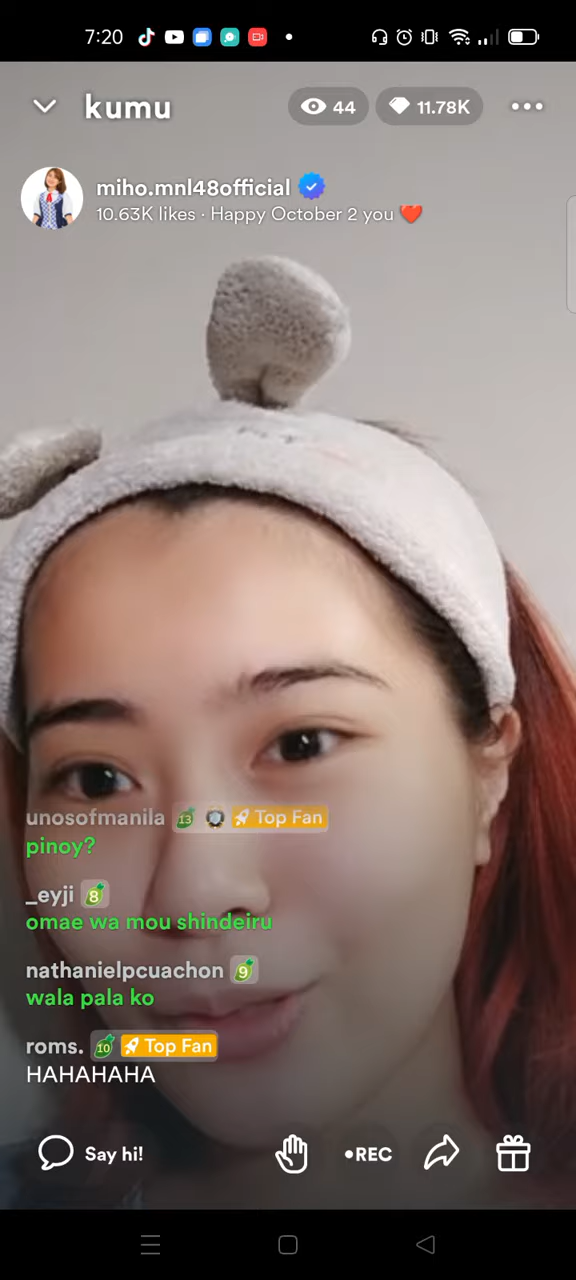 7:20
kumu
44
11.78K
miho.mnl48official
10.63K likes · Happy October 2 you ❤️
unosofmanila 13 Top Fan
pinoy?
_eyji 8
omae wa mou shindeiru
nathanielpcuachon 9
wala pala ko
roms. 10 Top Fan
HAHAHAHA
Say hi!
•REC